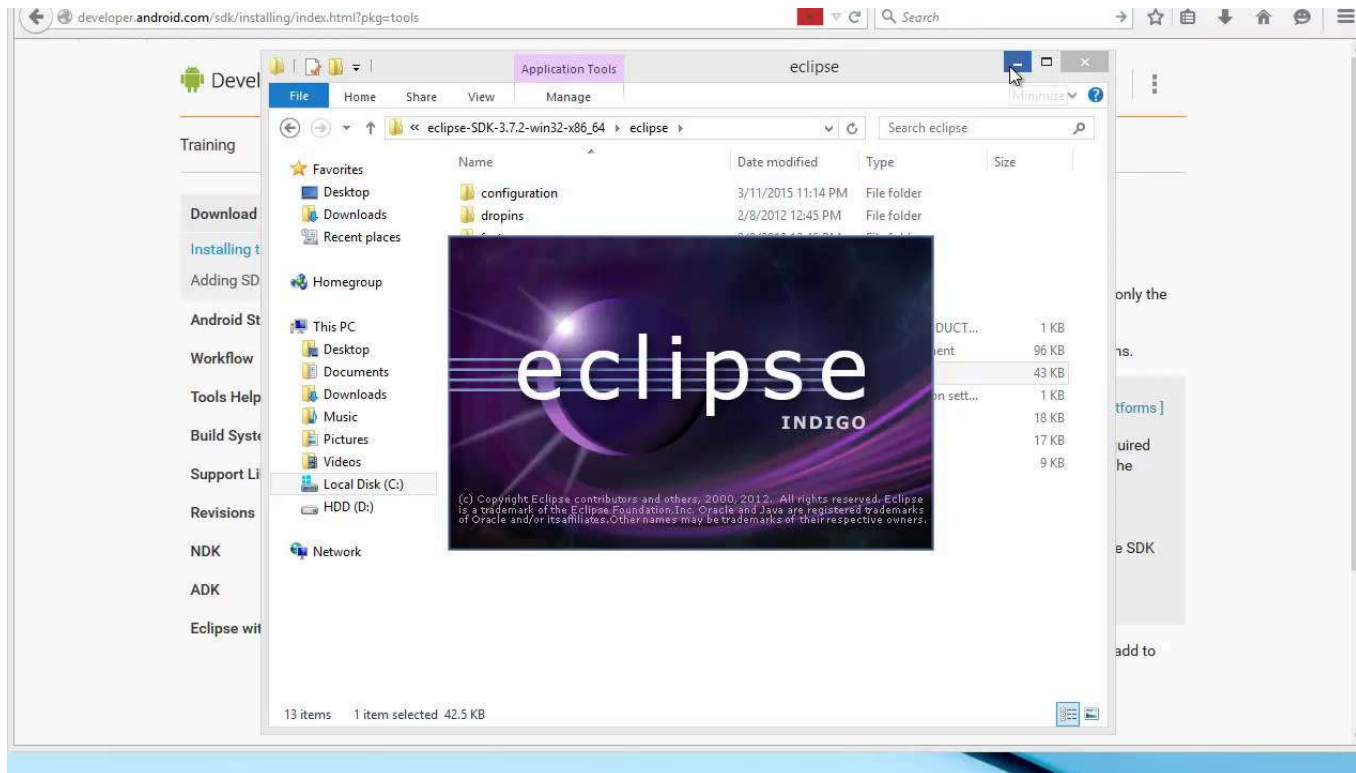 developer.android.com/sdk/installing/index.html?pkg=tools
Search
Devel
Application Tools
eclipse
File Home Share View Manage
Minimize
eclipse-SDK-3.7.2-win32-x86_64 eclipse
Search eclipse
Training
Favorites
Name Date modified Type Size
Desktop
configuration 3/11/2015 11:14 PM File folder
Download
Downloads
dropins 2/8/2012 12:45 PM File folder
Installing t
Recent places
Adding SD
Homegroup
only the
Android St
This PC
DUCT... 1 KB
Workflow
Desktop
ent 96 KB
ns.
Documents
43 KB
Tools Help
Downloads
on sett... 1 KB
tforms ]
Music
18 KB
Build Syste
Pictures
17 KB
uired
Videos
9 KB
he
Support Li
Local Disk (C:)
Revisions
HDD (D:)
NDK
Network
e SDK
ADK
Eclipse wit
add to
eclipse
INDIGO
(c) Copyright Eclipse contributors and others, 2000, 2012. All rights reserved. Eclipse
is a trademark of the Eclipse Foundation,Inc. Oracle and Java are registered trademarks
of Oracle and/or its affiliates.Other names may be trademarks of their respective owners.
13 items 1 item selected 42.5 KB